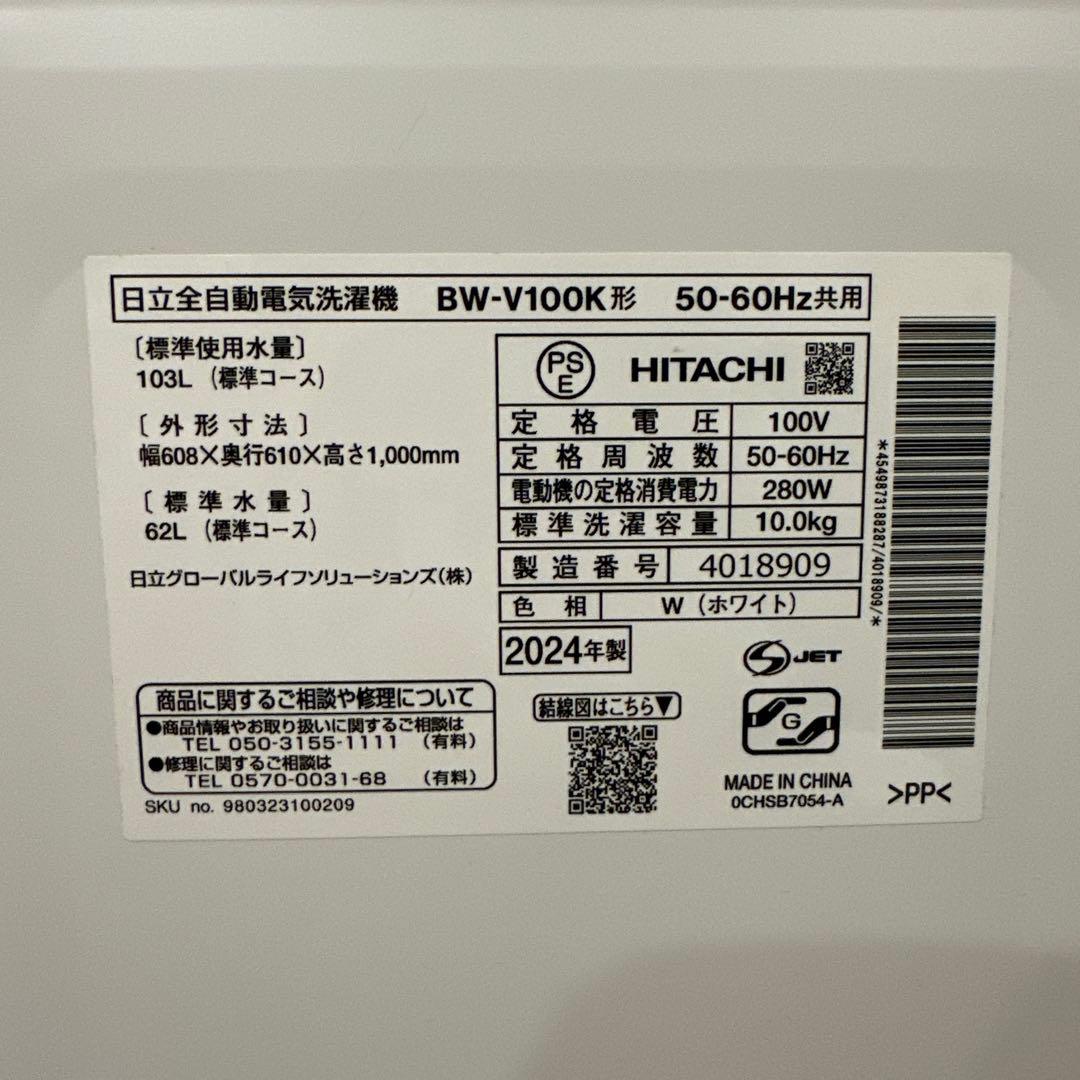 日立全自動電気洗濯機 BW-V100K形 50-60Hz共用
〔標準使用水量〕
103L (標準コース)
〔外形寸法〕
幅608×奥行610×高さ1,000mm
〔標準水量〕
62L (標準コース)
日立グローバルライフソリューションズ(株)
PS
E
HITACHI
定格電圧 100V
定格周波数 50-60Hz
電動機の定格消費電力 280W
標準洗濯容量 10.0kg
製造番号 4018909
色相 W (ホワイト)
2024年製
S JET
G
商品に関するご相談や修理について
●商品情報やお取り扱いに関するご相談は
TEL 050-3155-1111 (有料)
●修理に関するご相談は
TEL 0570-0031-68 (有料)
SKU no. 980323100209
結線図はこちら▼
MADE IN CHINA
0CHSB7054-A
>PP<
*4549873188287/4018909/*